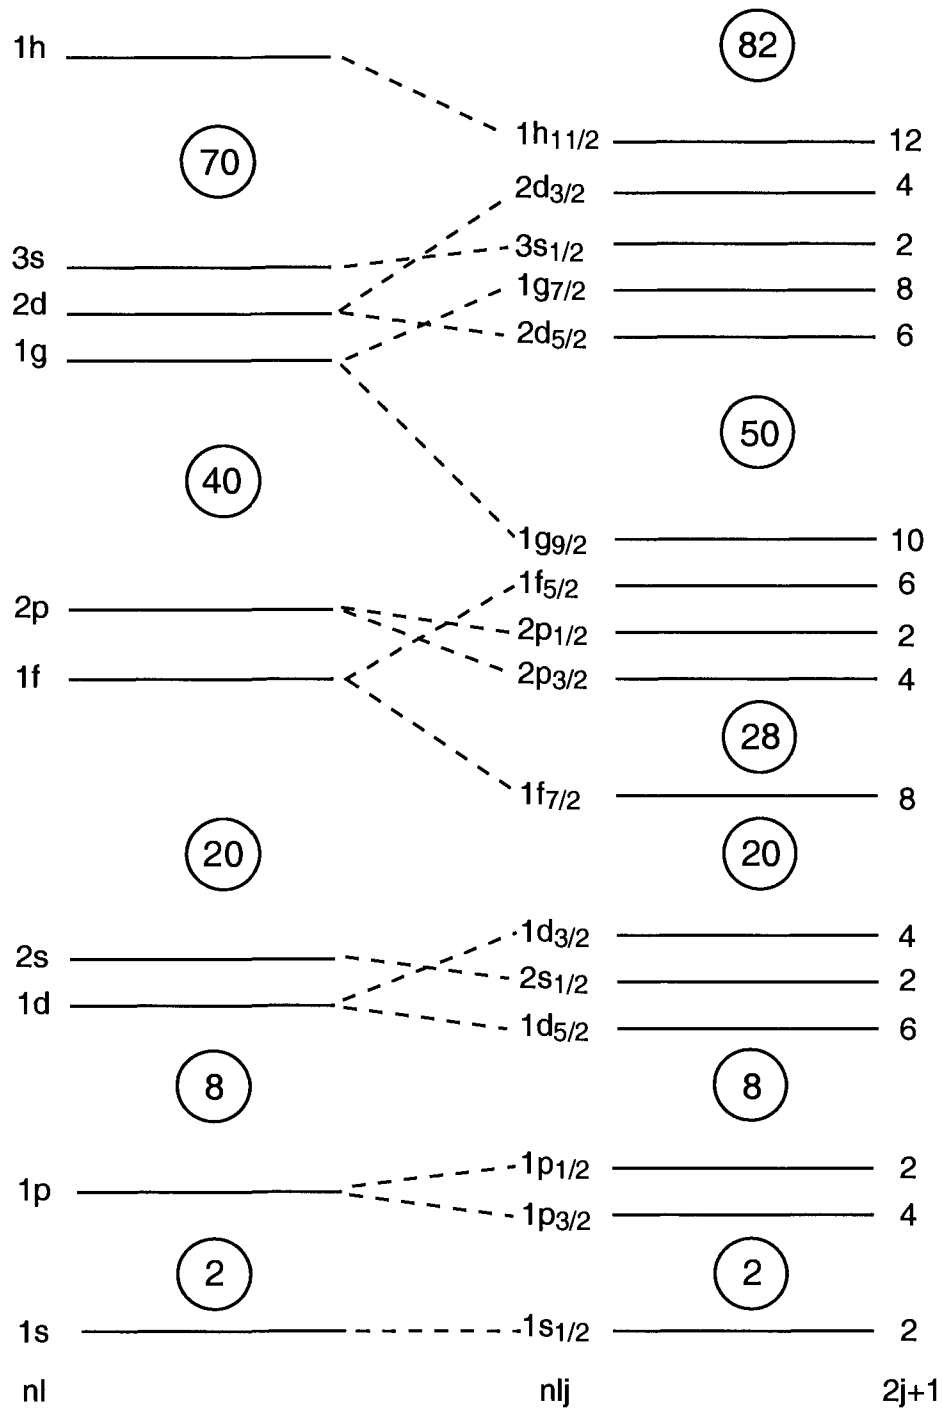 82
1h
1h11/2 12
70
2d3/2 4
3s
3s1/2 2
2d
1g7/2 8
1g
2d5/2 6
50
40
1g9/2 10
1f5/2 6
2p
2p1/2 2
1f
2p3/2 4
28
1f7/2 8
20 20
1d3/2 4
2s
2s1/2 2
1d
1d5/2 6
8 8
1p1/2 2
1p
1p3/2 4
2 2
1s 1s1/2 2
nl nlj 2j+1